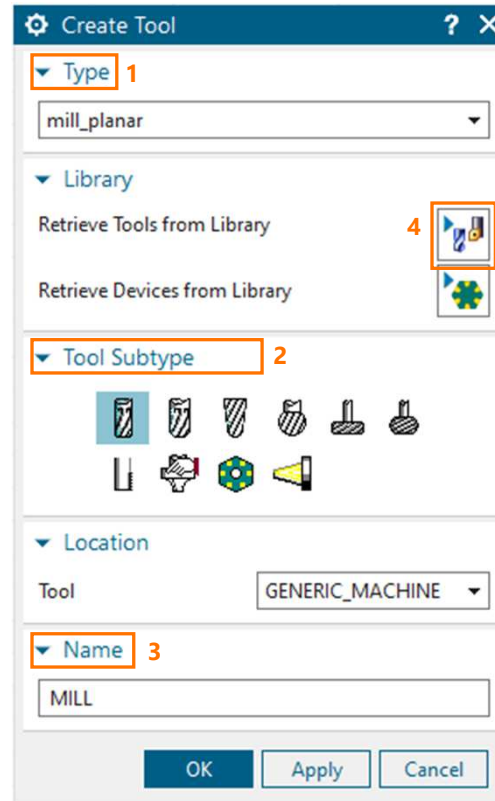 Create Tool ? X
Type 1
mill_planar
Library
Retrieve Tools from Library 4
Retrieve Devices from Library
Tool Subtype 2
Location
Tool GENERIC_MACHINE
Name 3
MILL
OK Apply Cancel